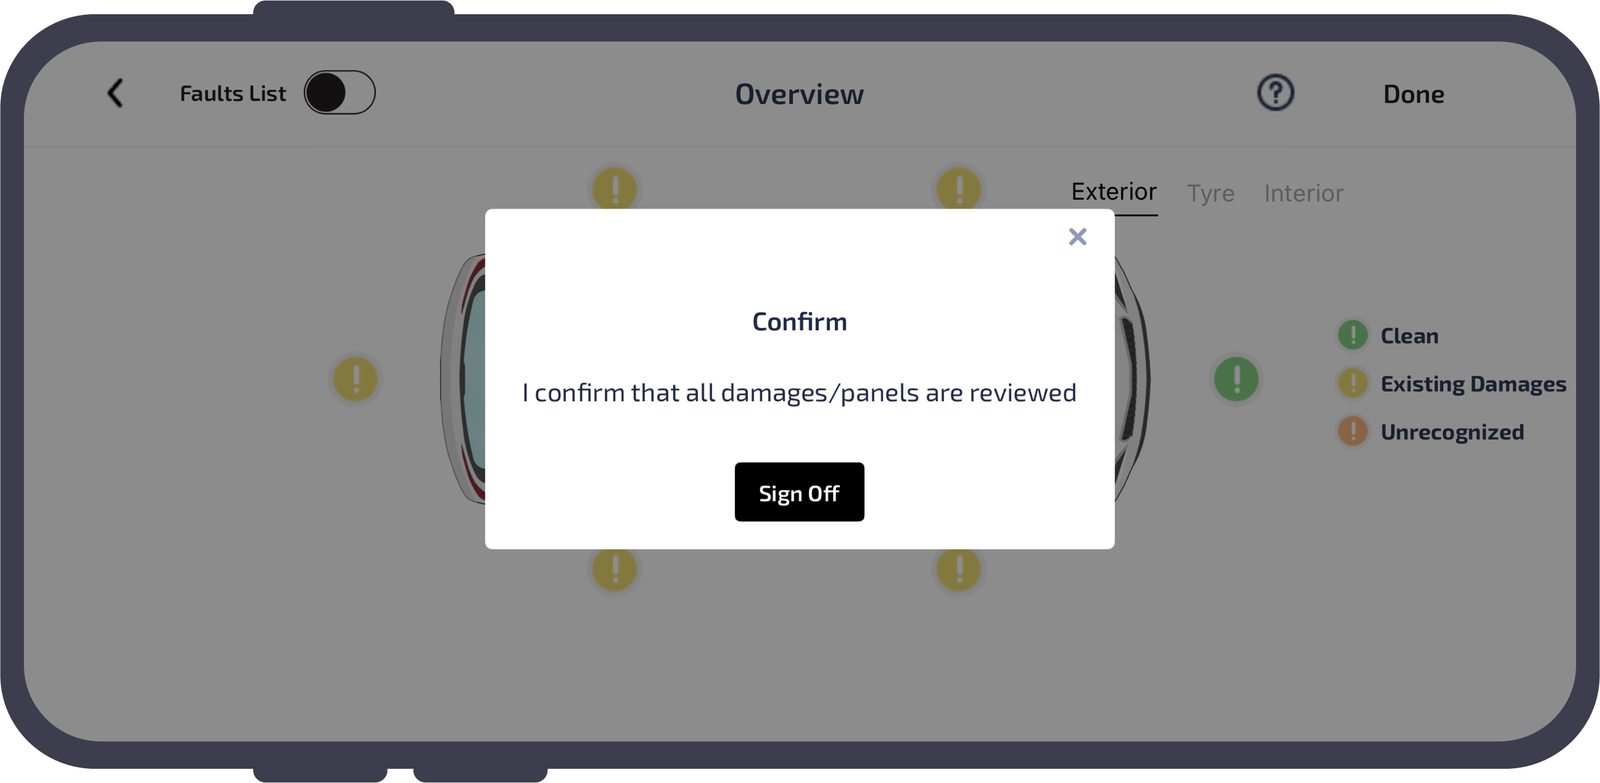 Faults List
Overview
Done
Exterior
Tyre
Interior
Confirm
I confirm that all damages/panels are reviewed
Sign Off
Clean
Existing Damages
Unrecognized